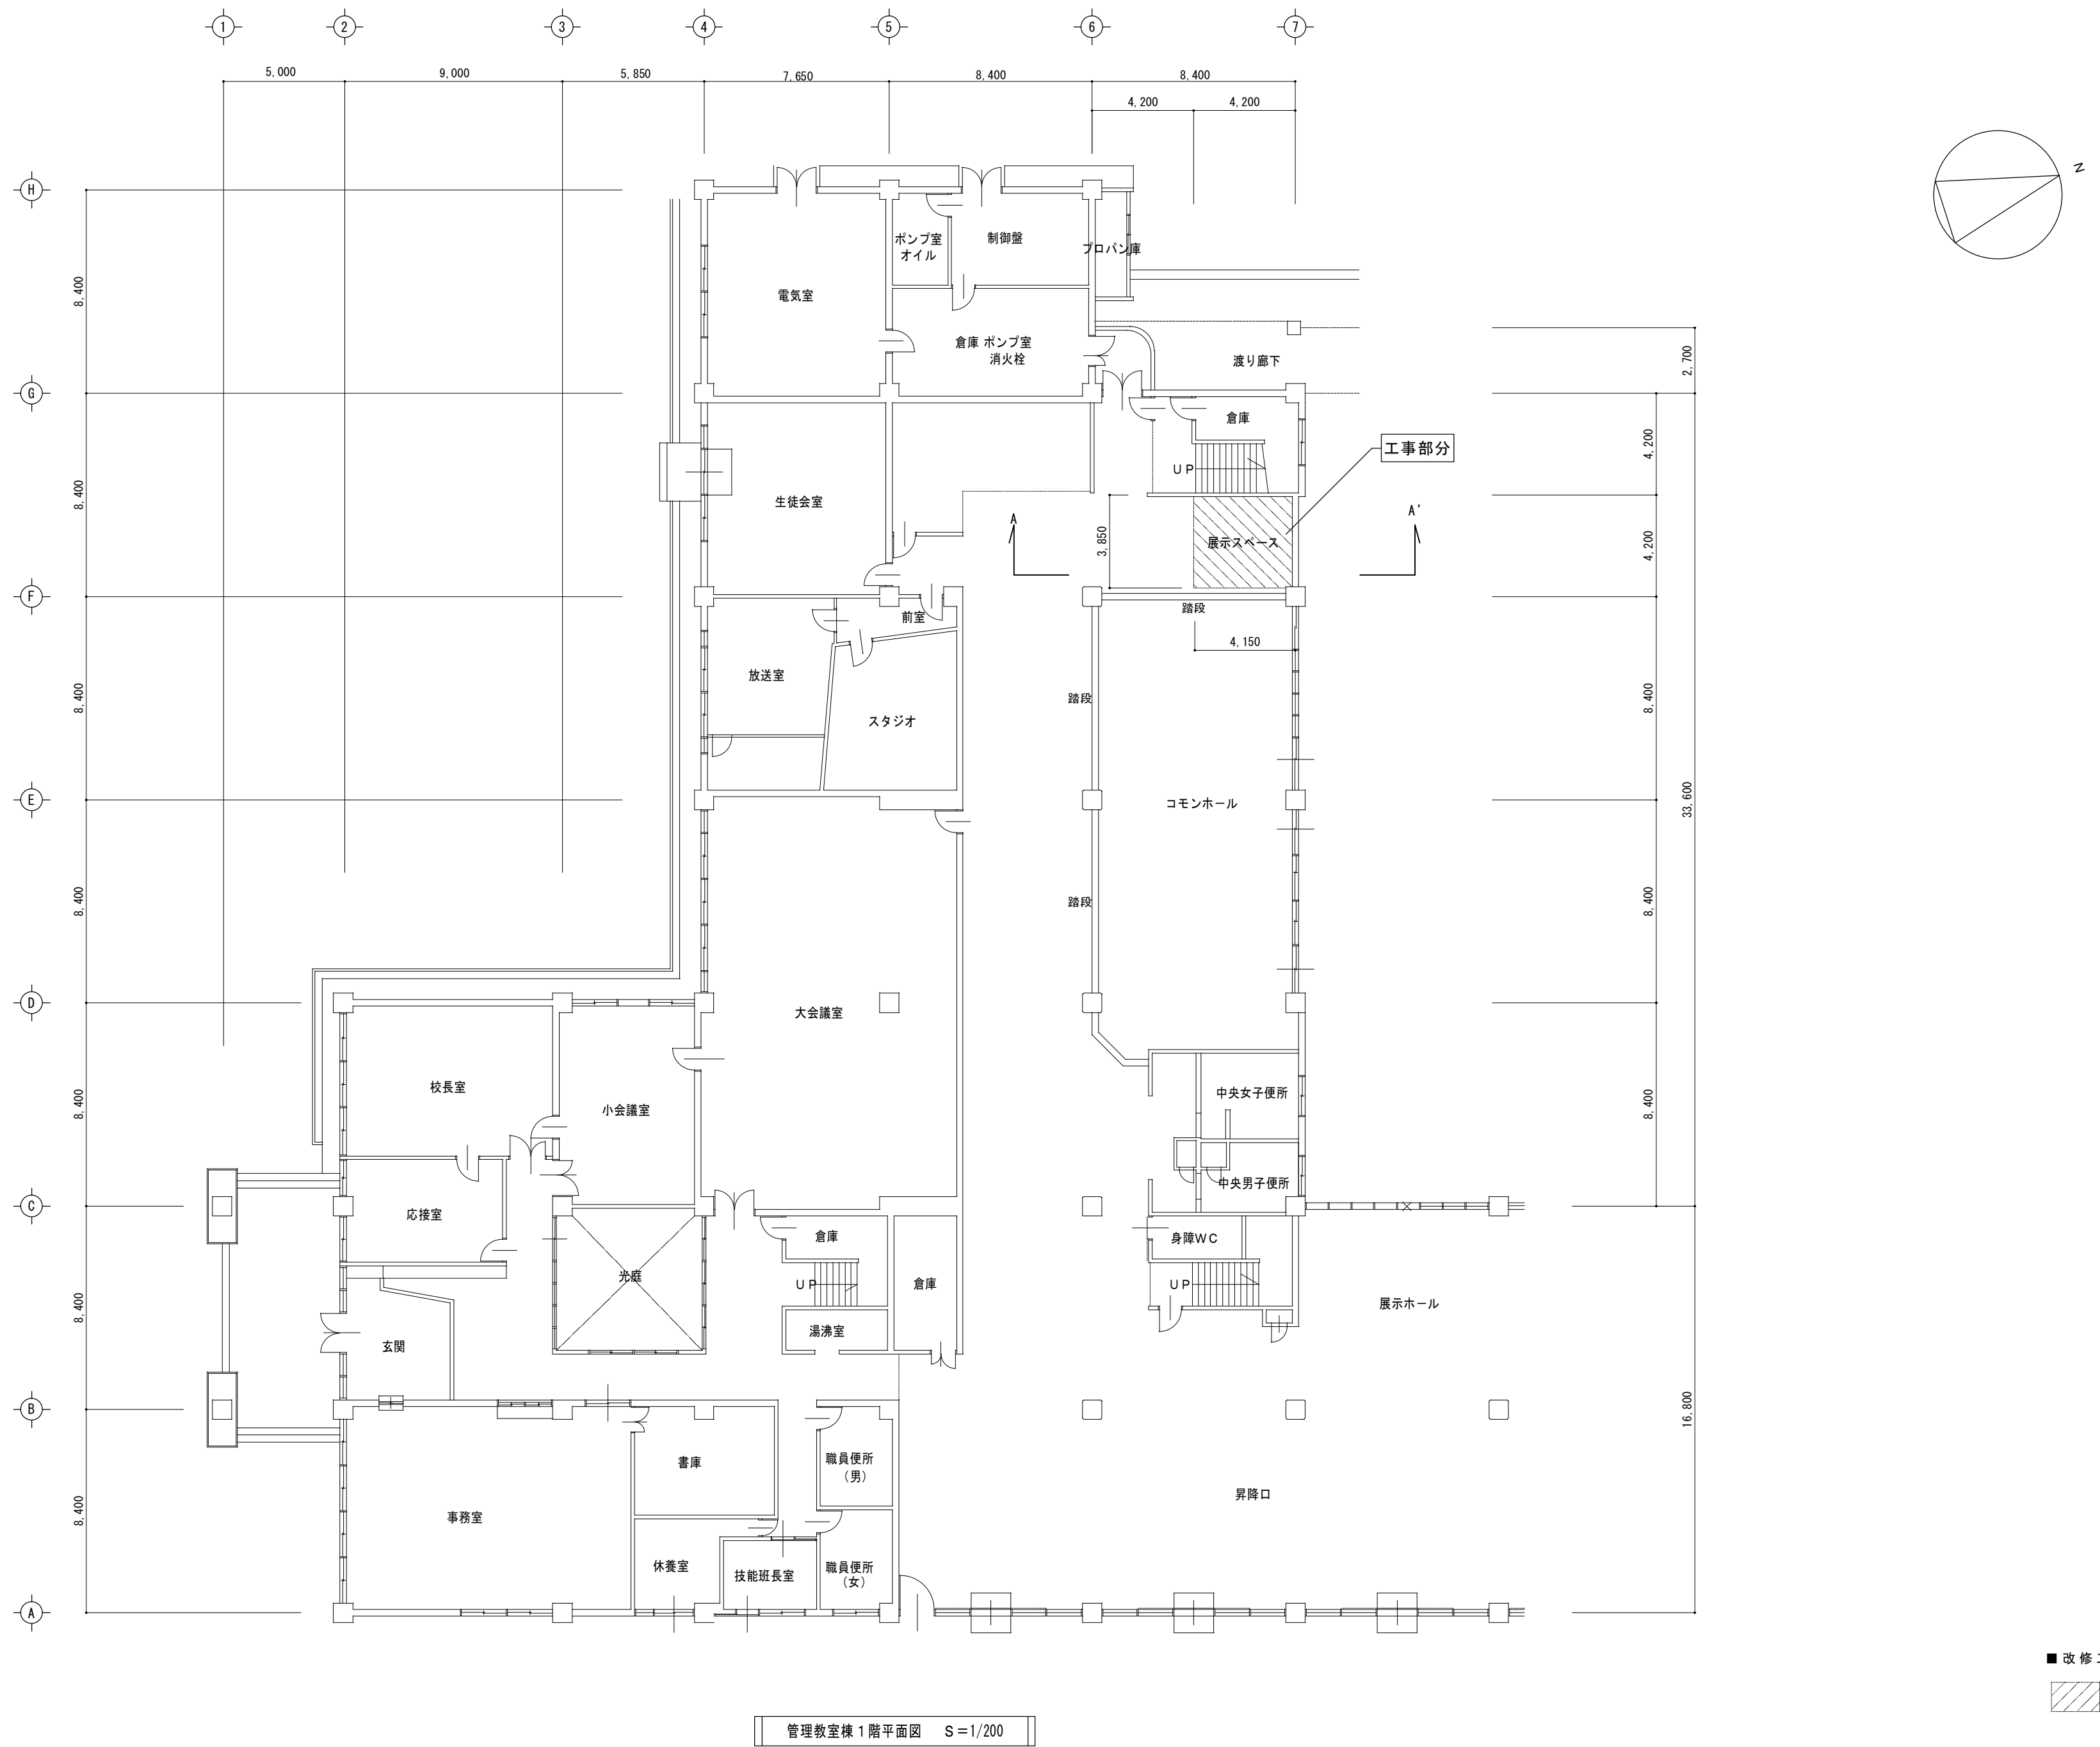 1 2 3 4 5 6 7
5,000 9,000 5,850 7,650 8,400 8,400
4,200 4,200
N
H
G
F
E
D
C
B
A
8,400
8,400
8,400
8,400
8,400
8,400
8,400
2,700
4,200
4,200
8,400
8,400
8,400
33,600
16,800
ポンプ室
オイル
制御盤
プロパン庫
電気室
倉庫 ポンプ室
消火栓
渡り廊下
倉庫
UP
工事部分
生徒会室
A
A'
3,850
展示スペース
踏段
4,150
前室
放送室
スタジオ
踏段
コモンホール
踏段
大会議室
校長室
小会議室
中央女子便所
中央男子便所
応接室
倉庫
身障WC
光庭
UP
倉庫
UP
展示ホール
湯沸室
玄関
書庫
職員便所
(男)
昇降口
事務室
休養室
技能班長室
職員便所
(女)
■改修
管理教室棟1階平面図 S=1/200